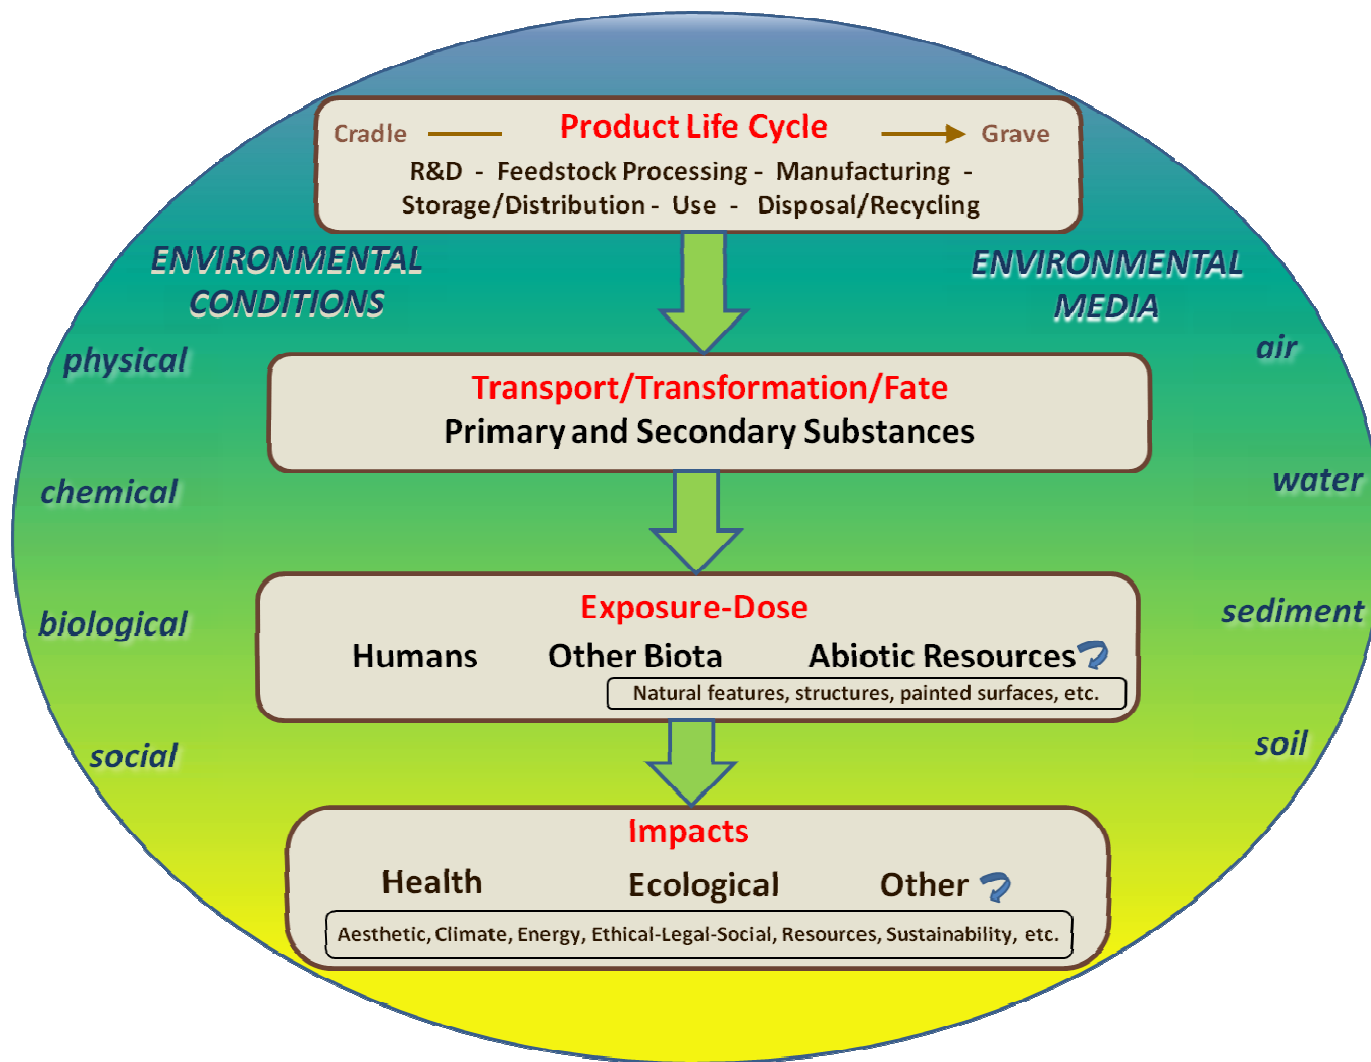 Cradle Product Life Cycle Grave
R&D - Feedstock Processing - Manufacturing -
Storage/Distribution - Use - Disposal/Recycling
ENVIRONMENTAL
CONDITIONS
physical
chemical
biological
social
ENVIRONMENTAL
MEDIA
air
water
sediment
soil
Transport/Transformation/Fate
Primary and Secondary Substances
Exposure-Dose
Humans Other Biota Abiotic Resources
Natural features, structures, painted surfaces, etc.
Impacts
Health Ecological Other
Aesthetic, Climate, Energy, Ethical-Legal-Social, Resources, Sustainability, etc.